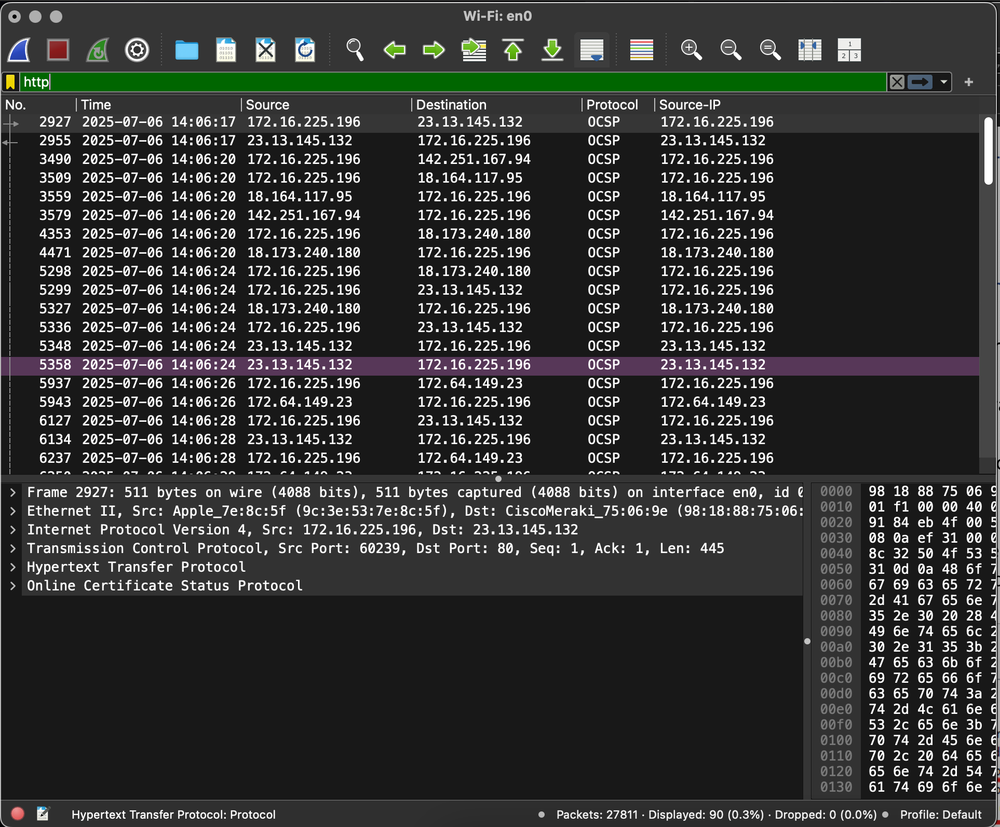 Wi-Fi: en0
http
No. Time Source Destination Protocol Source-IP
2927 2025-07-06 14:06:17 172.16.225.196 23.13.145.132 OCSP 172.16.225.196
2955 2025-07-06 14:06:17 23.13.145.132 172.16.225.196 OCSP 23.13.145.132
3490 2025-07-06 14:06:20 172.16.225.196 142.251.167.94 OCSP 172.16.225.196
3509 2025-07-06 14:06:20 172.16.225.196 18.164.117.95 OCSP 172.16.225.196
3559 2025-07-06 14:06:20 18.164.117.95 172.16.225.196 OCSP 18.164.117.95
3579 2025-07-06 14:06:20 142.251.167.94 172.16.225.196 OCSP 142.251.167.94
4353 2025-07-06 14:06:20 172.16.225.196 18.173.240.180 OCSP 172.16.225.196
4471 2025-07-06 14:06:20 18.173.240.180 172.16.225.196 OCSP 18.173.240.180
5298 2025-07-06 14:06:24 172.16.225.196 18.173.240.180 OCSP 172.16.225.196
5299 2025-07-06 14:06:24 172.16.225.196 23.13.145.132 OCSP 172.16.225.196
5327 2025-07-06 14:06:24 18.173.240.180 172.16.225.196 OCSP 18.173.240.180
5336 2025-07-06 14:06:24 172.16.225.196 23.13.145.132 OCSP 172.16.225.196
5348 2025-07-06 14:06:24 23.13.145.132 172.16.225.196 OCSP 23.13.145.132
5358 2025-07-06 14:06:24 23.13.145.132 172.16.225.196 OCSP 23.13.145.132
5937 2025-07-06 14:06:26 172.16.225.196 172.64.149.23 OCSP 172.16.225.196
5943 2025-07-06 14:06:26 172.64.149.23 172.16.225.196 OCSP 172.64.149.23
6127 2025-07-06 14:06:28 172.16.225.196 23.13.145.132 OCSP 172.16.225.196
6134 2025-07-06 14:06:28 23.13.145.132 172.16.225.196 OCSP 23.13.145.132
6237 2025-07-06 14:06:28 172.16.225.196 172.64.149.23 OCSP 172.16.225.196
Frame 2927: 511 bytes on wire (4088 bits), 511 bytes captured (4088 bits) on interface en0, id
Ethernet II, Src: Apple_7e:8c:5f (9c:3e:53:7e:8c:5f), Dst: CiscoMeraki_75:06:9e (98:18:88:75:06:
Internet Protocol Version 4, Src: 172.16.225.196, Dst: 23.13.145.132
Transmission Control Protocol, Src Port: 60239, Dst Port: 80, Seq: 1, Ack: 1, Len: 445
Hypertext Transfer Protocol
Online Certificate Status Protocol
0000 98 18 88 75 06
0010 01 f1 00 00 40
0020 91 84 eb 4f 00
0030 08 0a ef 31 00
0040 8c 32 50 4f 53
0050 31 0d 0a 48 6f
0060 67 69 63 65 72
0070 2d 41 67 65 6e
0080 35 2e 30 20 28
0090 49 6e 74 65 6c
00a0 30 2e 31 35 3b
00b0 47 65 63 6b 6f
00c0 69 72 65 66 6f
00d0 63 65 70 74 3a
00e0 74 2d 4c 61 6e
00f0 53 2c 65 6e 3b
0100 70 74 2d 45 6e
0110 70 2c 20 64 65
0120 65 6e 74 2d 54
0130 61 74 69 6f 6e
Hypertext Transfer Protocol: Protocol
Packets: 27811 · Displayed: 90 (0.3%) · Dropped: 0 (0.0%)
Profile: Default